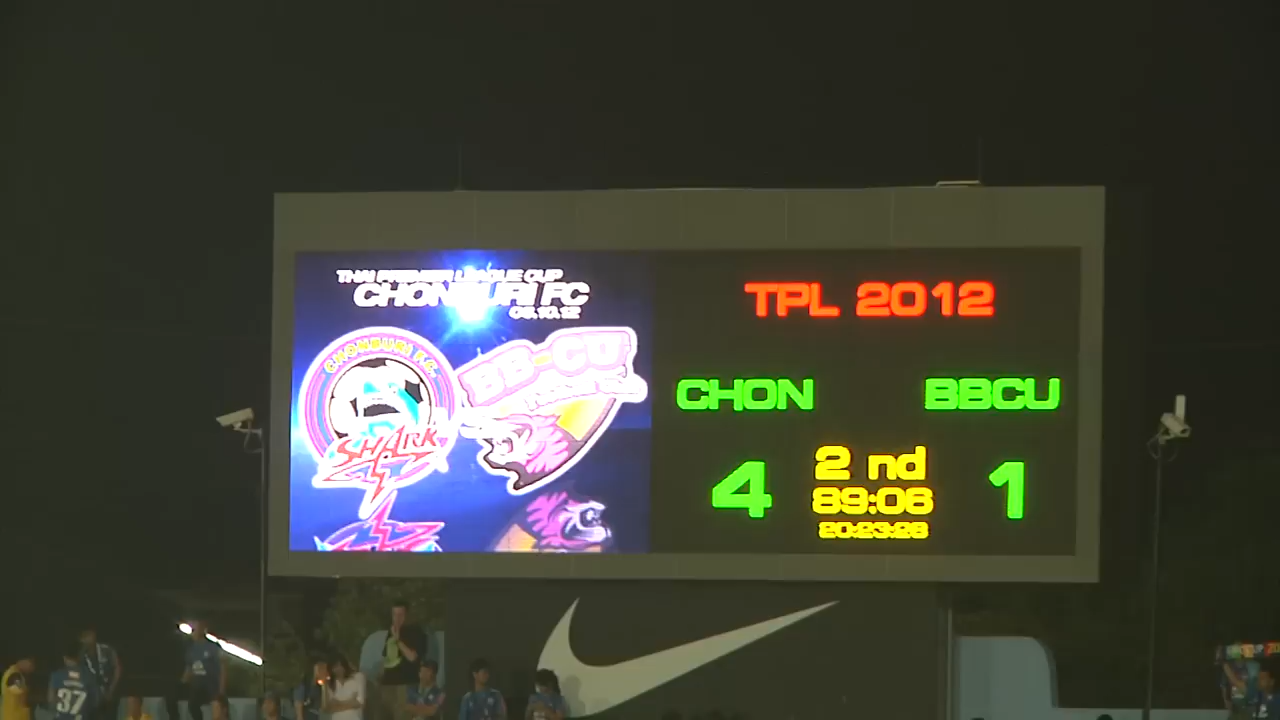 THAI PREMIER LEAGUE CUP
CHONBURI FC
06.10.12
CHONBURI F.C.
SHARK
BB-CU
TPL 2012
CHON BBCU
4 2 nd 1
89:06
20:23:28
37